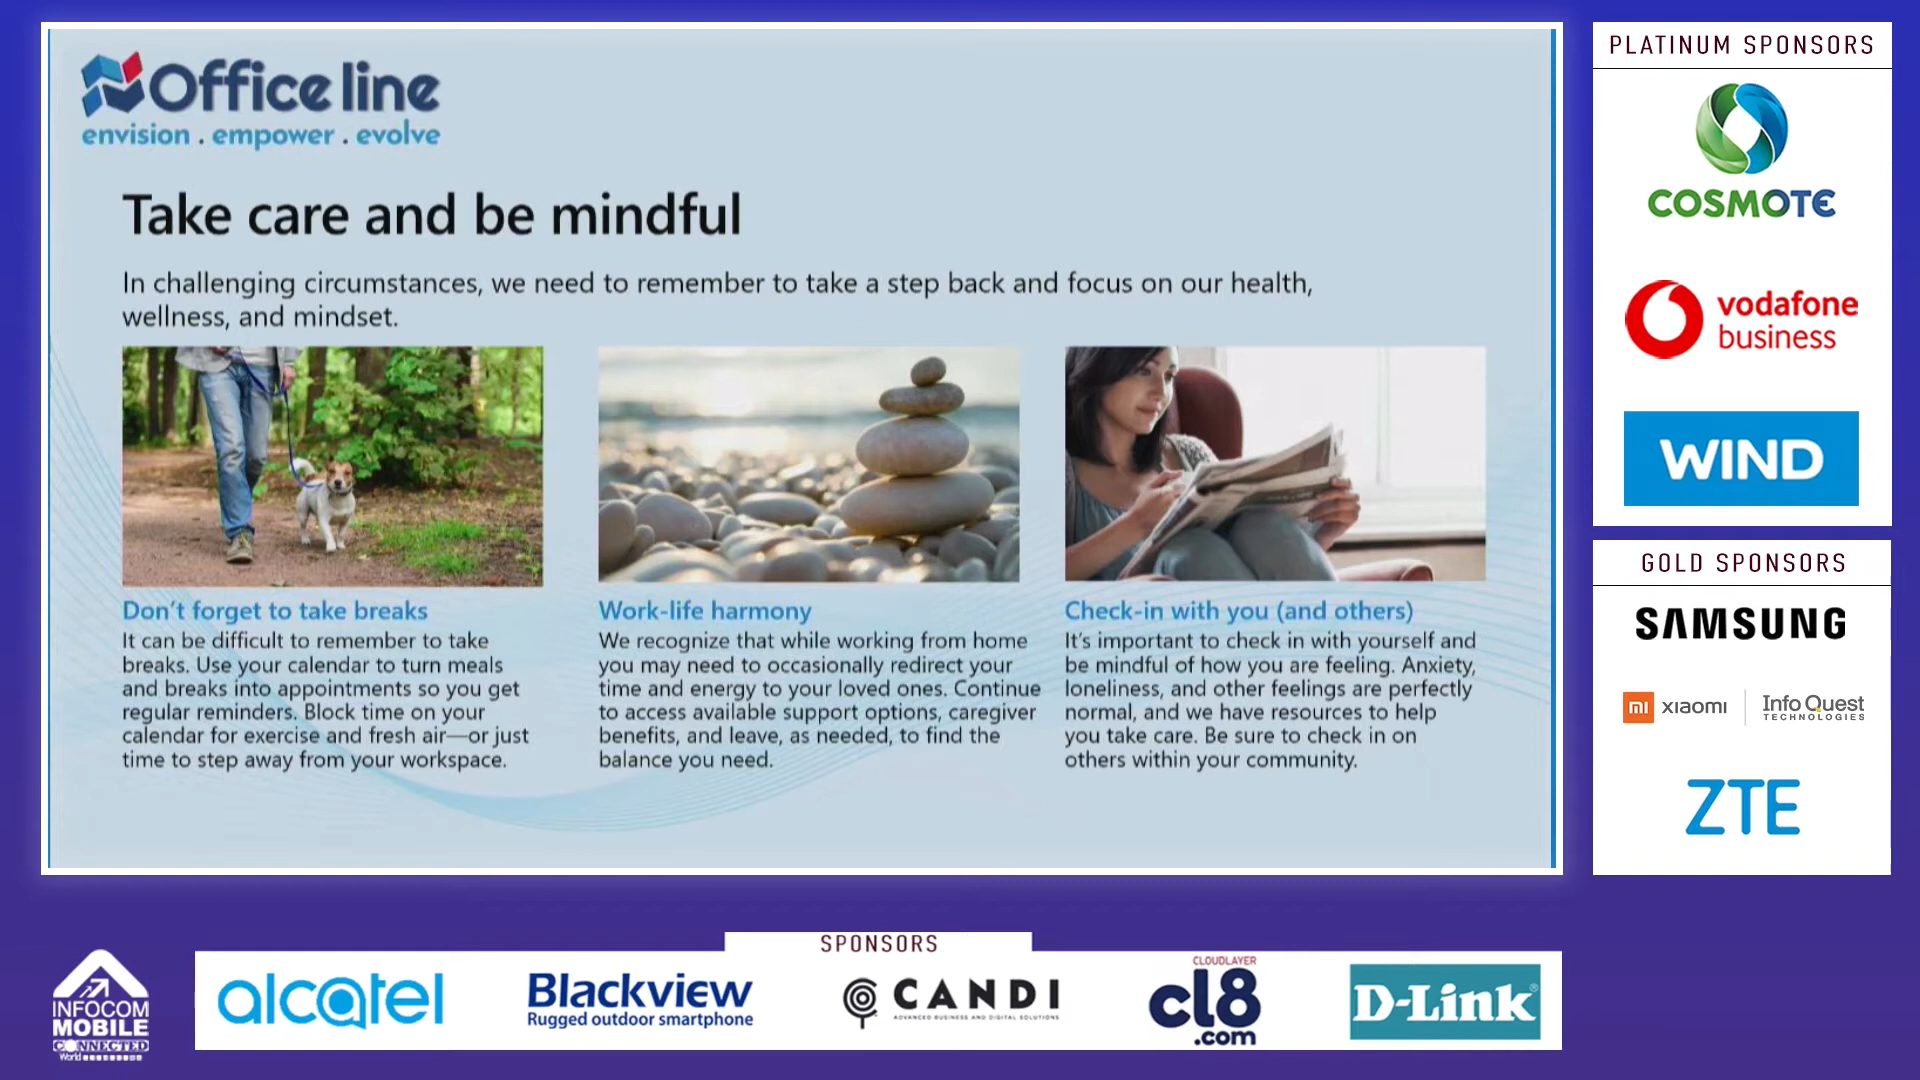 Office line
envision . empower . evolve
Take care and be mindful
In challenging circumstances, we need to remember to take a step back and focus on our health,
wellness, and mindset.
Don't forget to take breaks
It can be difficult to remember to take
breaks. Use your calendar to turn meals
and breaks into appointments so you get
regular reminders. Block time on your
calendar for exercise and fresh air—or just
time to step away from your workspace.
Work-life harmony
We recognize that while working from home
you may need to occasionally redirect your
time and energy to your loved ones. Continue
to access available support options, caregiver
benefits, and leave, as needed, to find the
balance you need.
Check-in with you (and others)
It's important to check in with yourself and
be mindful of how you are feeling. Anxiety,
loneliness, and other feelings are perfectly
normal, and we have resources to help
you take care. Be sure to check in on
others within your community.
PLATINUM SPONSORS
COSMOTE
vodafone
business
WIND
GOLD SPONSORS
SAMSUNG
mi xiaomi Info Quest
TECHNOLOGIES
ZTE
SPONSORS
INFOCOM
MOBILE
CONNECTED
World
alcatel
Blackview
Rugged outdoor smartphone
CANDI
ADVANCED BUSINESS AND DIGITAL SOLUTIONS
CLOUDLAYER
cl8
.com
D-Link®